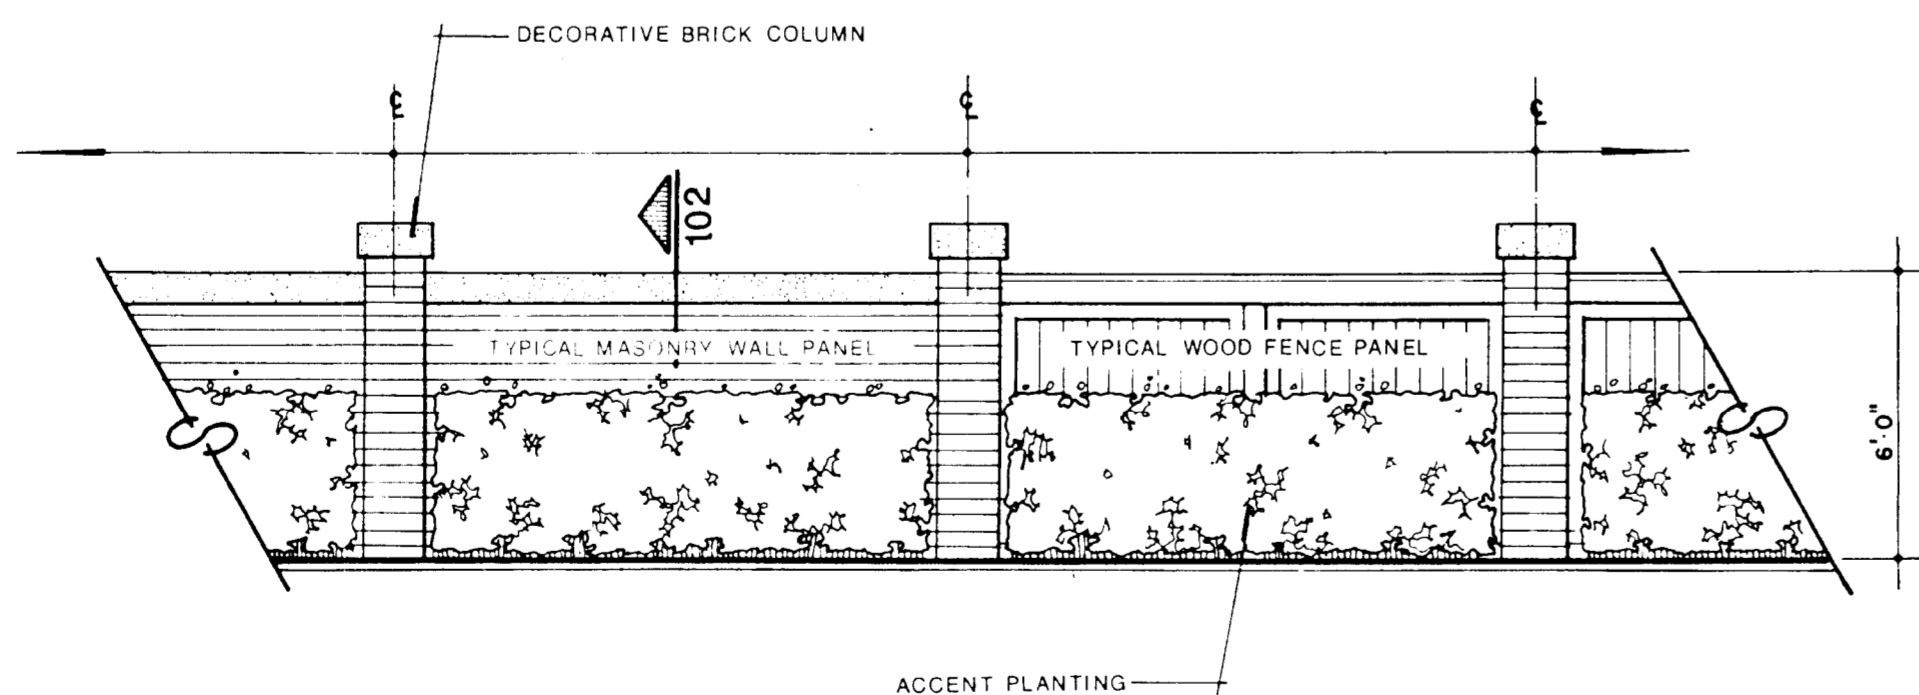 DECORATIVE BRICK COLUMN
℄ ℄ ℄
102
TYPICAL MASONRY WALL PANEL
TYPICAL WOOD FENCE PANEL
6'-0"
ACCENT PLANTING